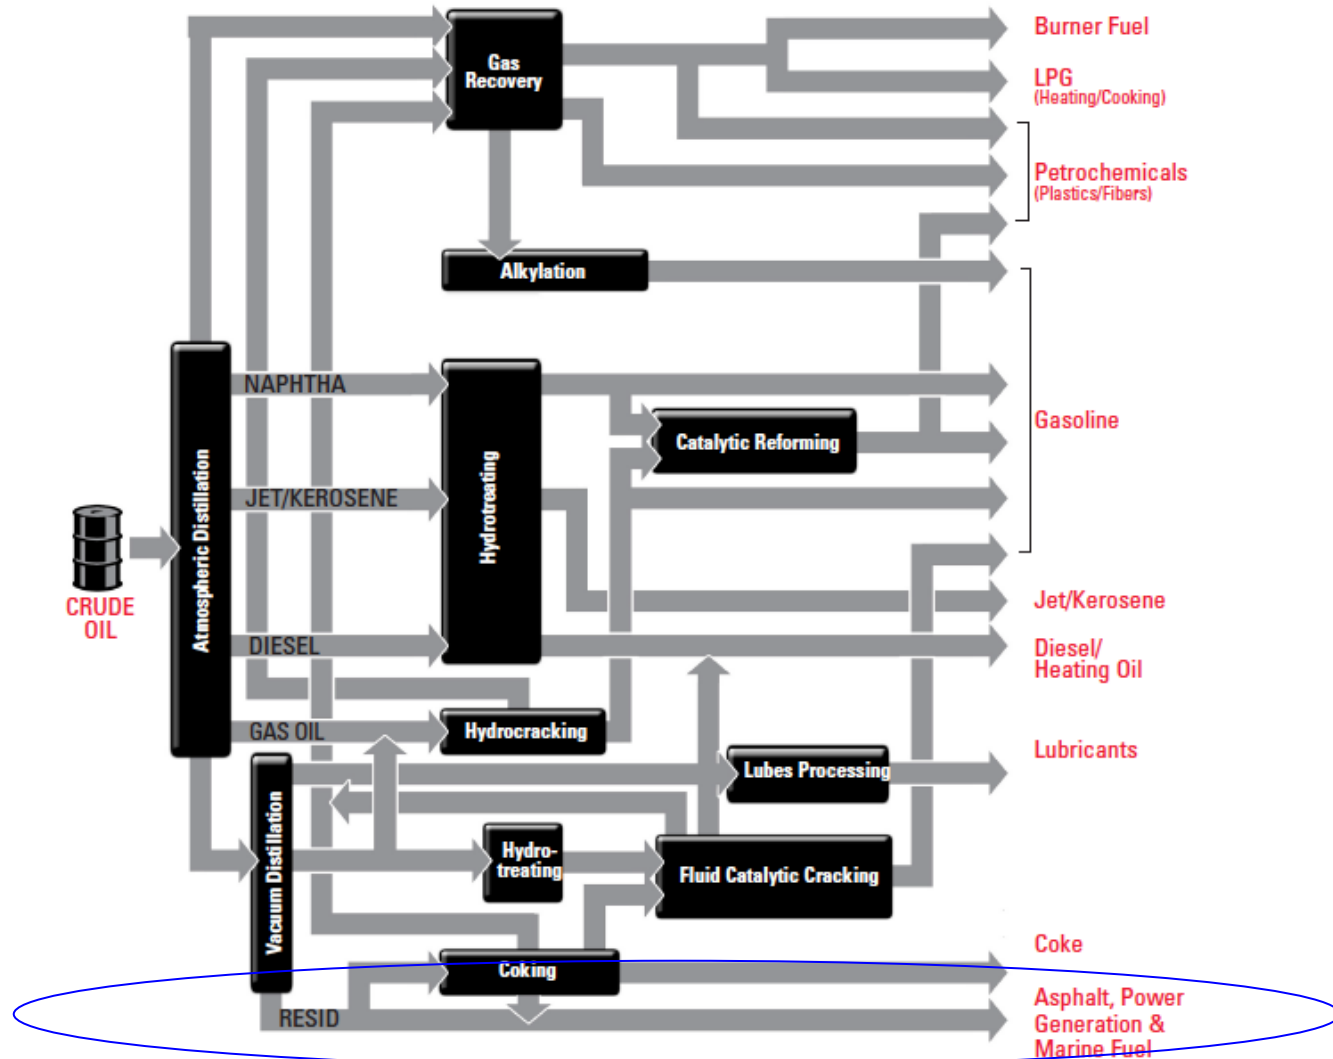 Burner Fuel
Gas
Recovery
LPG
(Heating/Cooking)
Petrochemicals
(Plastics/Fibers)
Alkylation
NAPHTHA
Gasoline
Catalytic Reforming
JET/KEROSENE
Hydrotreating
Atmospheric Distillation
CRUDE
OIL
Jet/Kerosene
DIESEL
Diesel/
Heating Oil
GAS OIL
Hydrocracking
Lubricants
Lubes Processing
Vacuum Distillation
Hydro-
treating
Fluid Catalytic Cracking
Coke
Coking
RESID
Asphalt, Power
Generation &
Marine Fuel